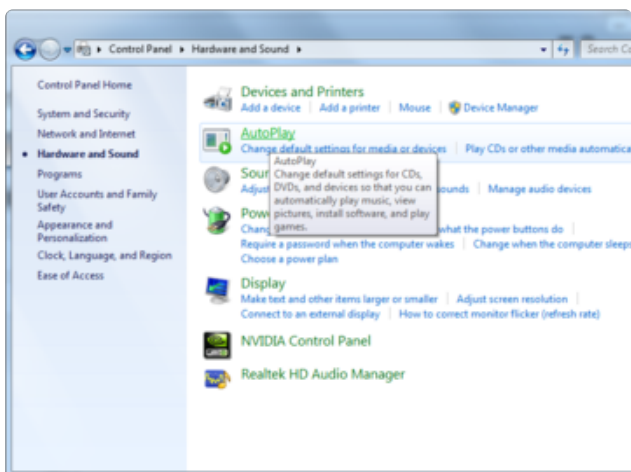 Control Panel ▸ Hardware and Sound ▸
Search Co
Control Panel Home
System and Security
Network and Internet
Hardware and Sound
Programs
User Accounts and Family
Safety
Appearance and
Personalization
Clock, Language, and Region
Ease of Access
Devices and Printers
Add a device | Add a printer | Mouse | Device Manager
AutoPlay
Change default settings for media or devices | Play CDs or other media automatica
AutoPlay
Change default settings for CDs,
DVDs, and devices so that you can
automatically play music, view
pictures, install software, and play
games.
Soun
Adjus
ounds | Manage audio devices
Pow
Chang
what the power buttons do |
Require a password when the computer wakes | Change when the computer sleeps
Choose a power plan
Display
Make text and other items larger or smaller | Adjust screen resolution |
Connect to an external display | How to correct monitor flicker (refresh rate)
NVIDIA Control Panel
Realtek HD Audio Manager